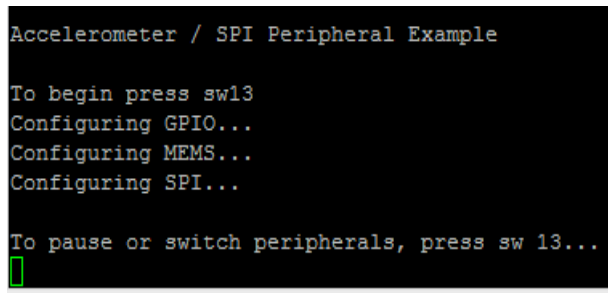 Accelerometer / SPI Peripheral Example
To begin press sw13
Configuring GPIO...
Configuring MEMS...
Configuring SPI...
To pause or switch peripherals, press sw 13...